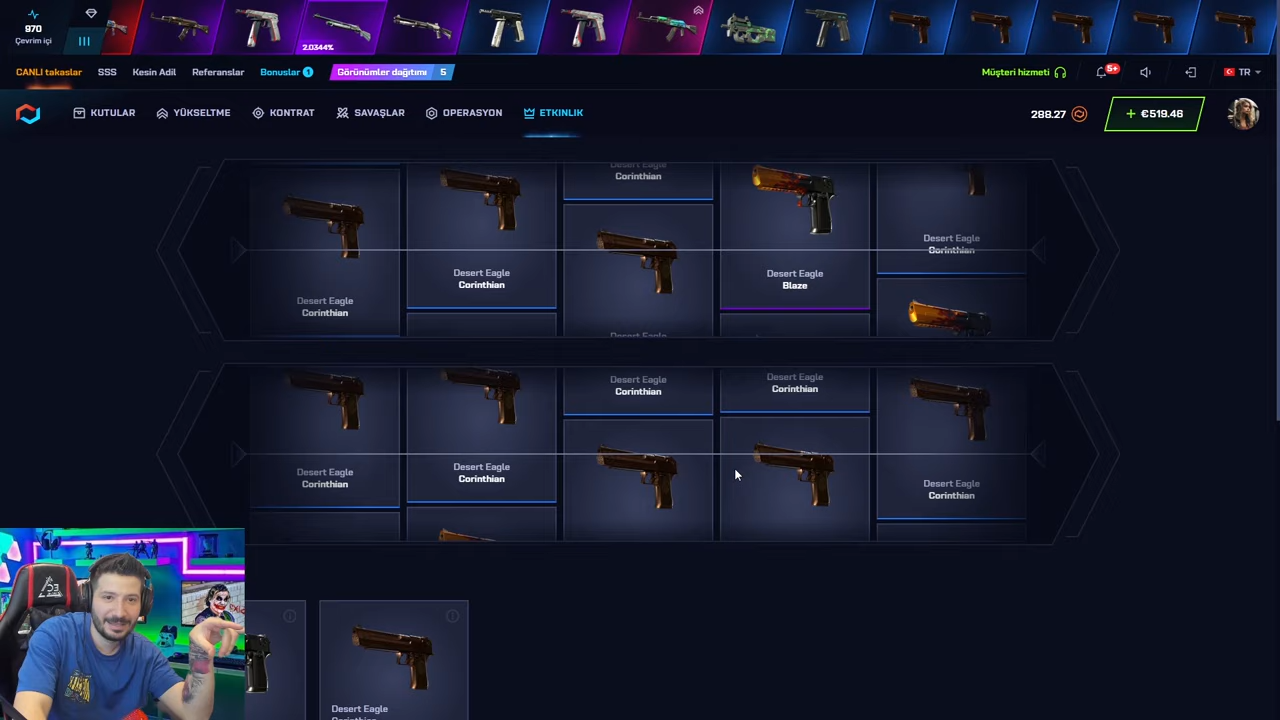 970
Çevrim içi
2.0344%
CANLI takaslar
SSS
Kesin Adil
Referanslar
Bonuslar 1
Görünümler dağıtımı 5
Müşteri hizmeti
5+
TR
KUTULAR
YÜKSELTME
KONTRAT
SAVAŞLAR
OPERASYON
ETKINLIK
288.27
+ €519.46
Desert Eagle
Corinthian
Desert Eagle
Corinthian
Corinthian
Desert Eagle
Desert Eagle
Blaze
Desert Eagle
Corinthian
Desert Eagle
Corinthian
Desert Eagle
Corinthian
Desert Eagle
Corinthian
Desert Eagle
Corinthian
Desert Eagle
Corinthian
Desert Eagle
Corinthian